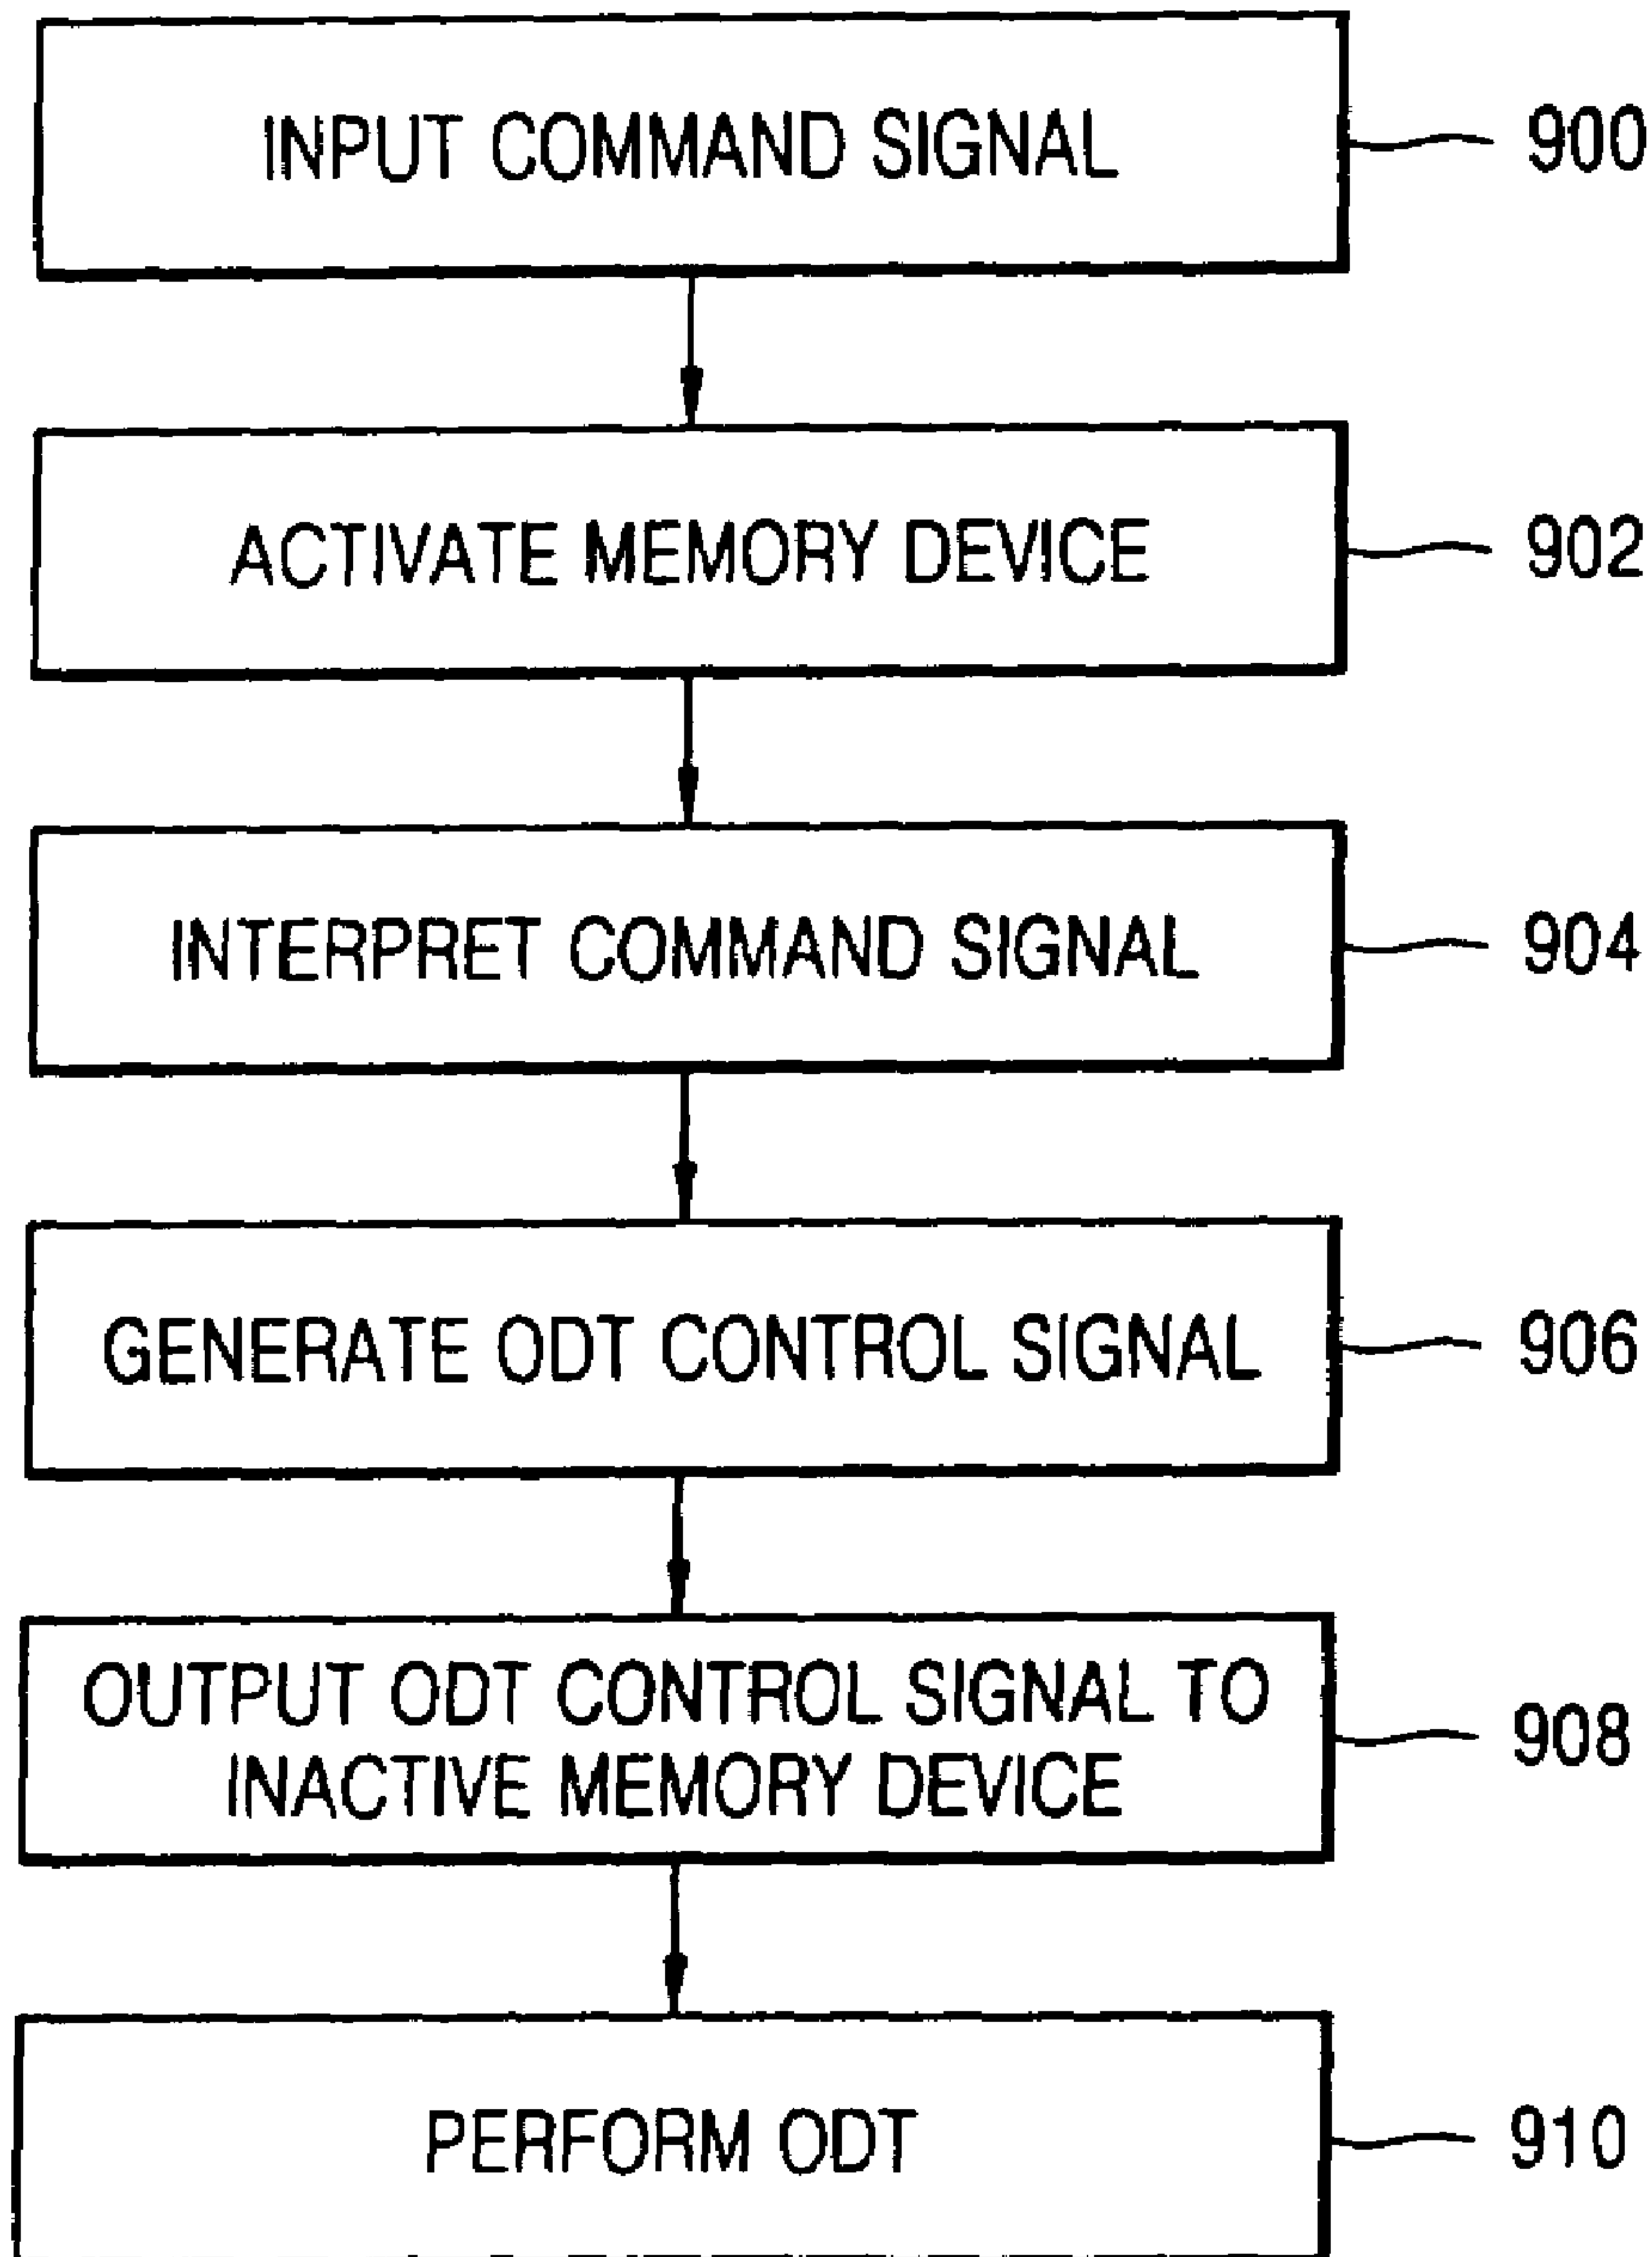 INPUT COMMAND SIGNAL
900
ACTIVATE MEMORY DEVICE
902
INTERPRET COMMAND SIGNAL
904
GENERATE ODT CONTROL SIGNAL
906
OUTPUT ODT CONTROL SIGNAL TO
INACTIVE MEMORY DEVICE
908
PERFORM ODT
910